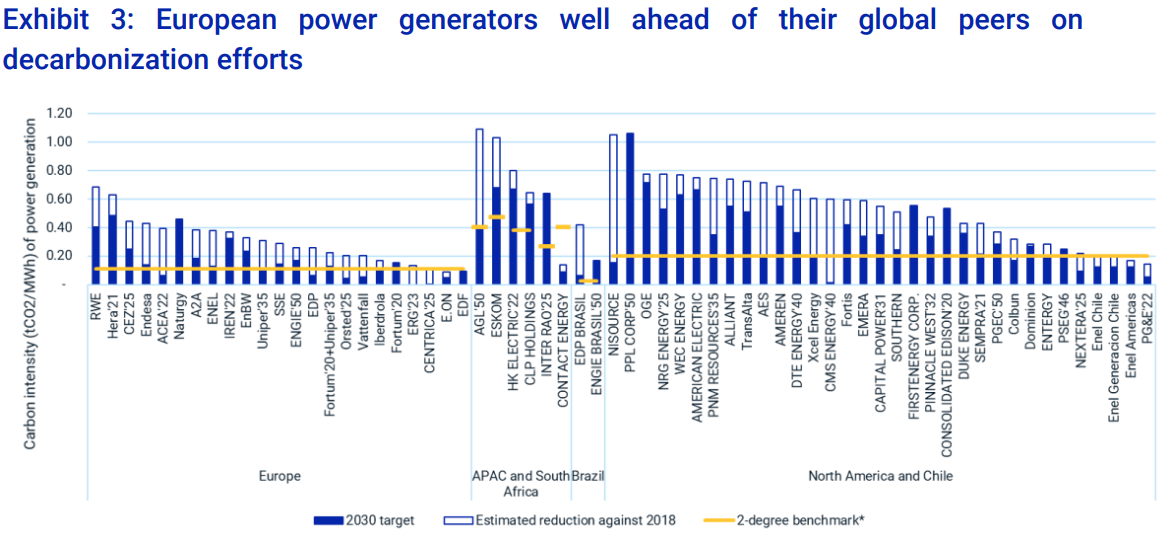 Exhibit 3: European power generators well ahead of their global peers on
decarbonization efforts
Carbon intensity (tCO2/MWh) of power generation
1.20
1.00
0.80
0.60
0.40
0.20
-
RWE
Hera'21
CEZ'25
Endesa
ACEA'22
Naturgy
A2A
ENEL
IREN'22
EnBW
Uniper'35
SSE
ENGIE'50
EDP
Fortum'20+Uniper'35
Orsted'25
Vattenfall
Iberdrola
Fortum'20
ERG'23
CENTRICA'25
E.ON
EDF
AGL'50
ESKOM
HK ELECTRIC'22
CLP HOLDINGS
INTER RAO'25
CONTACT ENERGY
EDP BRASIL
ENGIE BRASIL'50
NISOURCE
PPL CORP'50
OGE
NRG ENERGY'25
WEC ENERGY
AMERICAN ELECTRIC
PNM RESOURCES'35
ALLIANT
TransAlta
AES
AMEREN
DTE ENERGY'40
Xcel Energy
CMS ENERGY'40
Fortis
EMERA
CAPITAL POWER'31
SOUTHERN
FIRSTENERGY CORP.
PINNACLE WEST'32
CONSOLIDATED EDISON'20
DUKE ENERGY
SEMPRA'21
PGEC'50
Colbun
Dominion
ENTERGY
PSEG'46
NEXTERA'25
Enel Chile
Enel Generacion Chile
Enel Americas
PG&E'22
Europe
APAC and South
Africa
Brazil
North America and Chile
2030 target
Estimated reduction against 2018
2-degree benchmark*